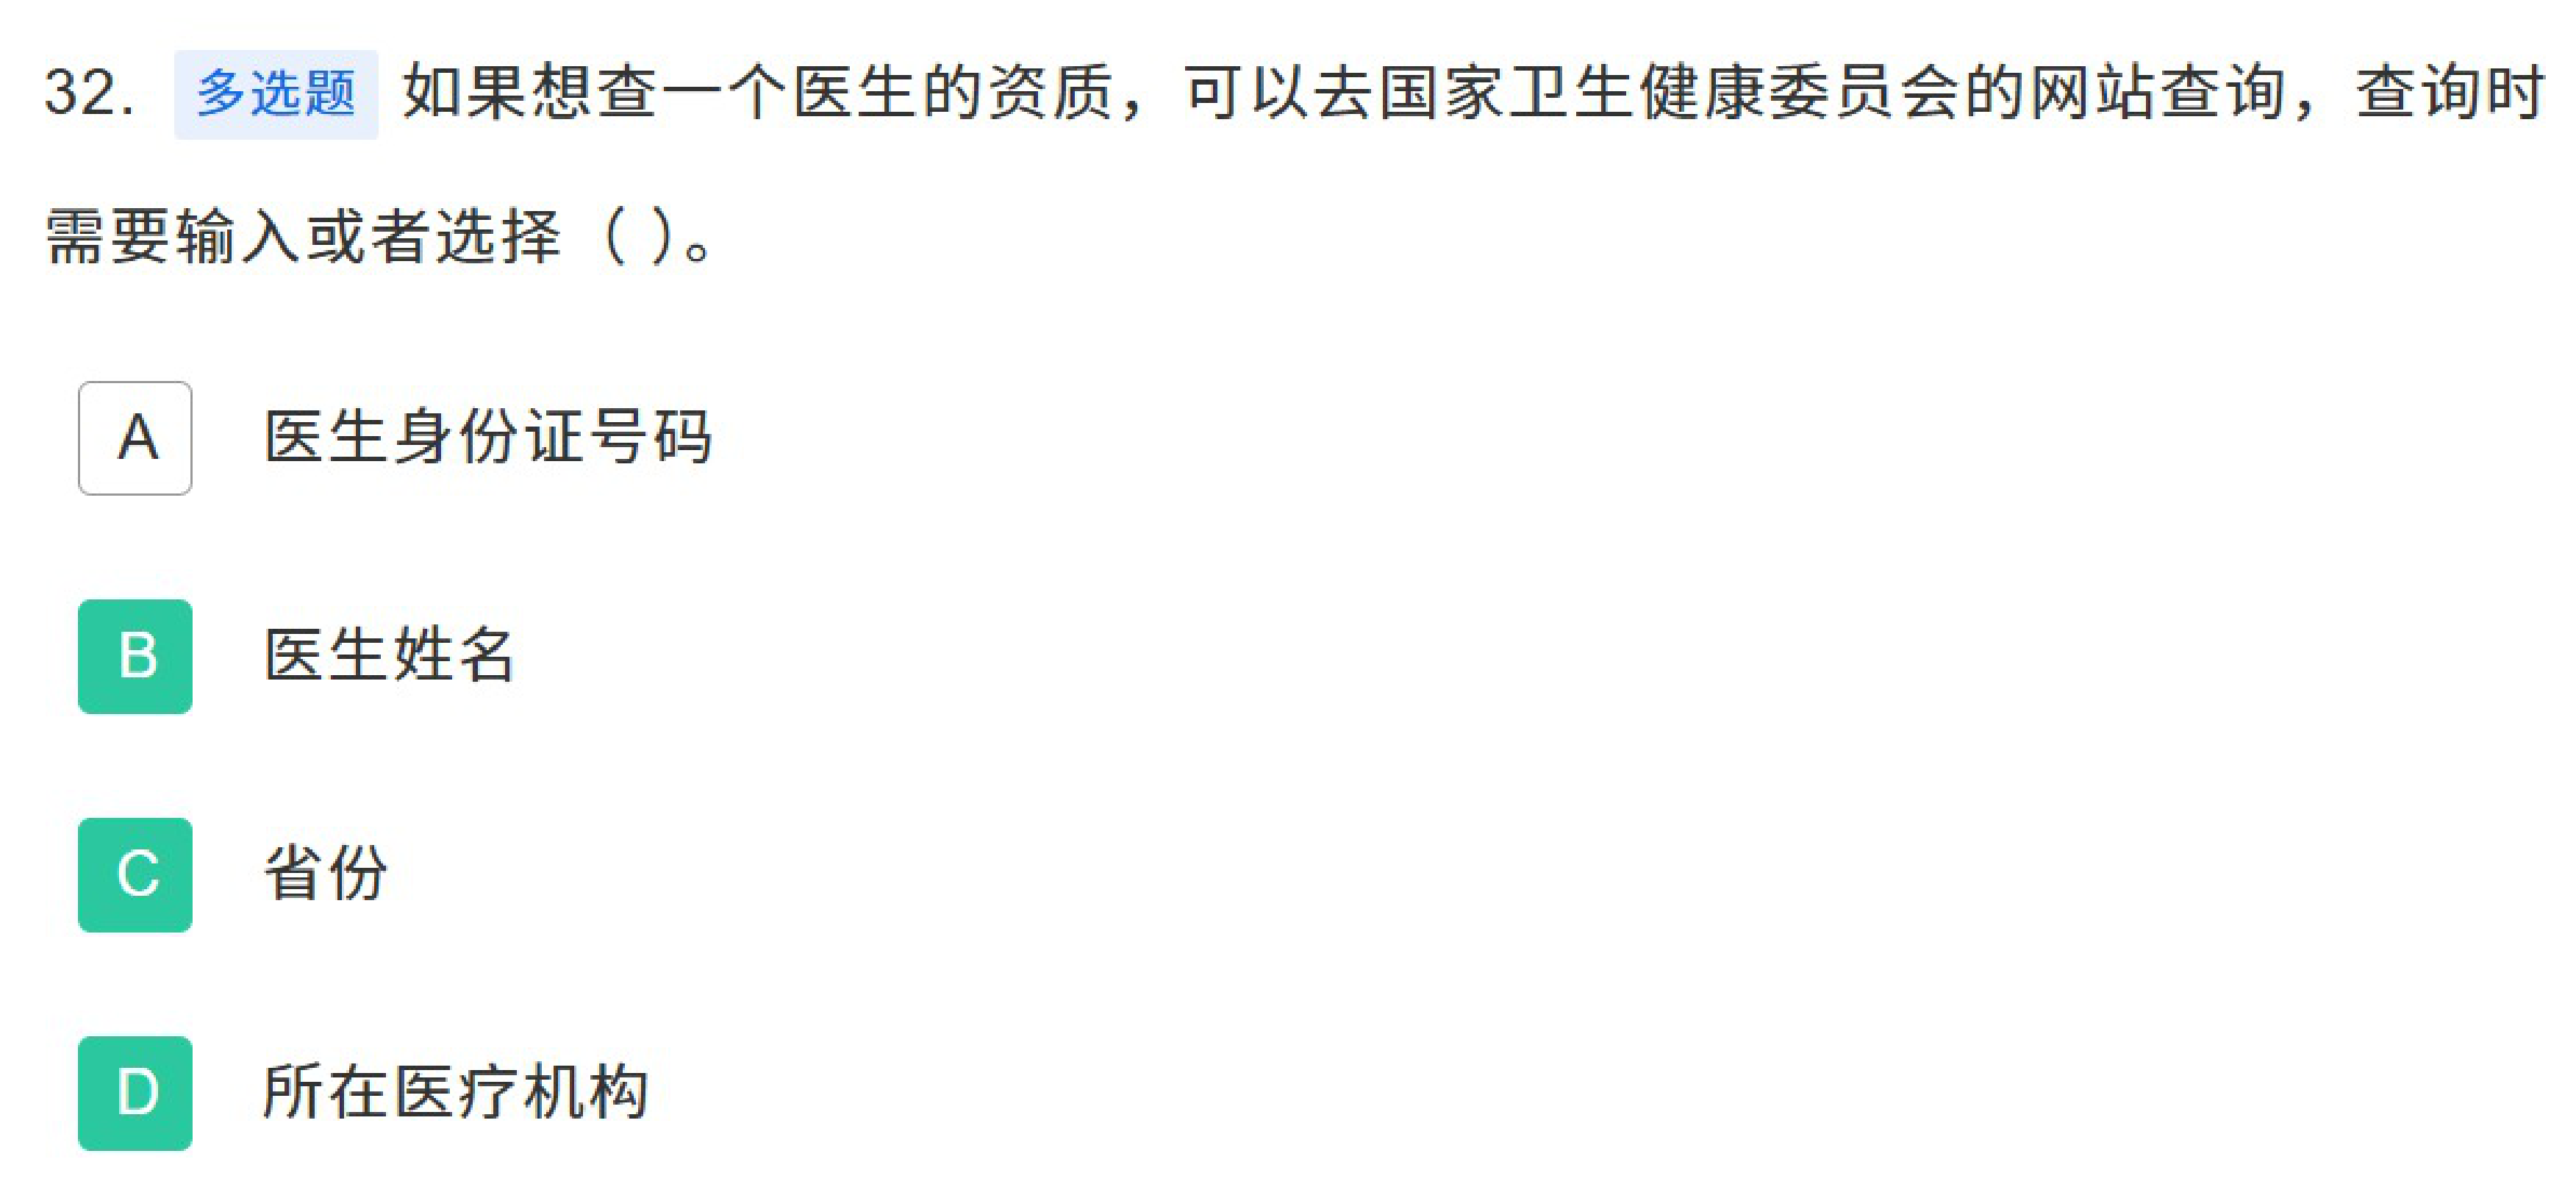 32. 多选题 如果想查一个医生的资质，可以去国家卫生健康委员会的网站查询，查询时
需要输入或者选择（ ）。
A 医生身份证号码
B 医生姓名
C 省份
D 所在医疗机构